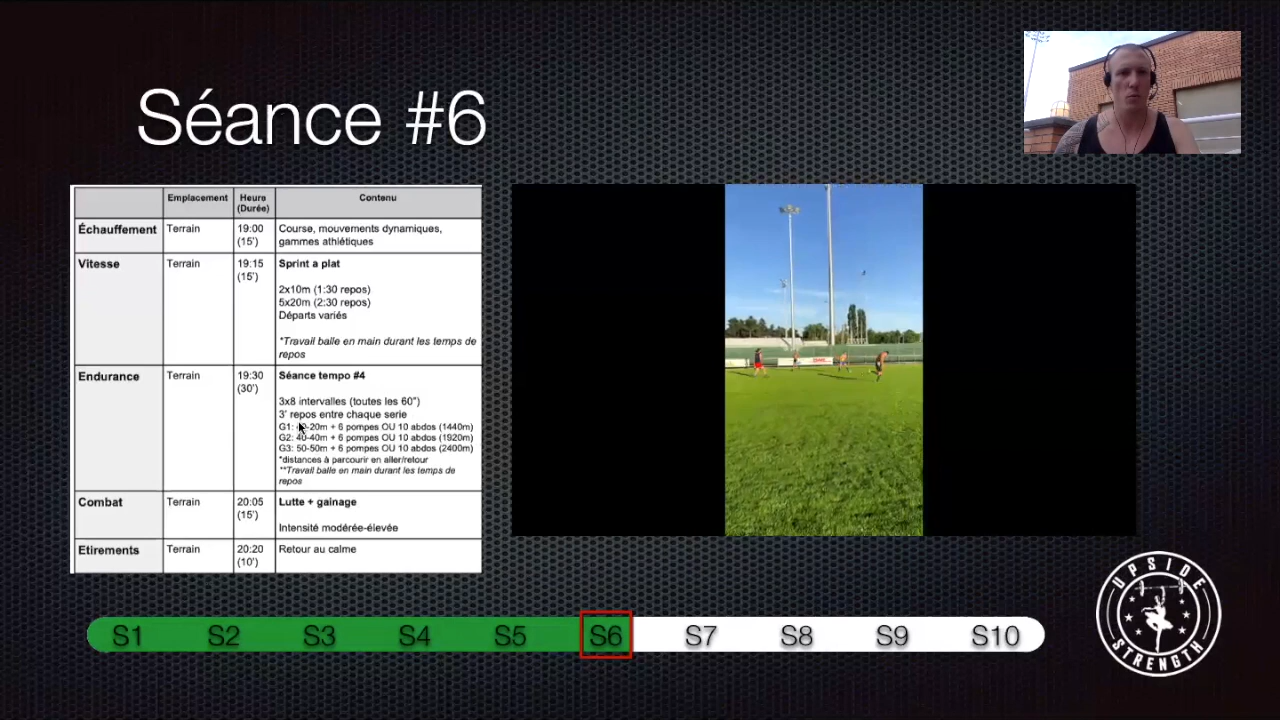 Séance #6
Emplacement
Heure
(Durée)
Contenu
Échauffement
Terrain
19:00
(15')
Course, mouvements dynamiques,
gammes athlétiques
Vitesse
Terrain
19:15
(15')
Sprint a plat
2x10m (1:30 repos)
5x20m (2:30 repos)
Départs variés
*Travail balle en main durant les temps de
repos
Endurance
Terrain
19:30
(30')
Séance tempo #4
3x8 intervalles (toutes les 60")
3' repos entre chaque serie
G1: -20m + 6 pompes OU 10 abdos (1440m)
G2: 40-40m + 6 pompes OU 10 abdos (1920m)
G3: 50-50m + 6 pompes OU 10 abdos (2400m)
*distances à parcourir en aller/retour
**Travail balle en main durant les temps de
repos
Combat
Terrain
20:05
(15')
Lutte + gainage
Intensité modérée-élevée
Etirements
Terrain
20:20
(10')
Retour au calme
S1 S2 S3 S4 S5 S6 S7 S8 S9 S10
UPSIDE
STRENGTH